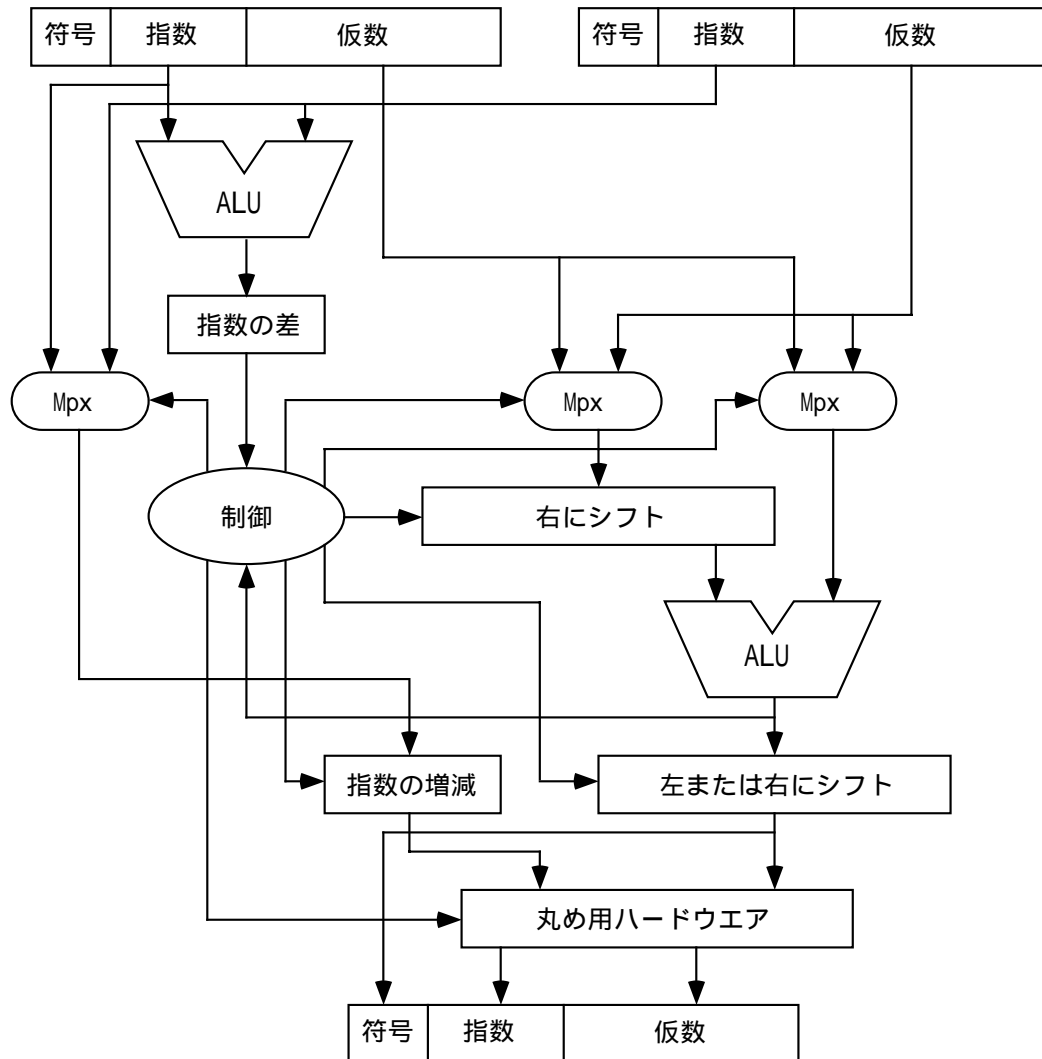 符号 指数 仮数 符号 指数 仮数
ALU
指数の差
Mpx Mpx Mpx
制御 右にシフト
ALU
指数の増減 左または右にシフト
丸め用ハードウエア
符号 指数 仮数